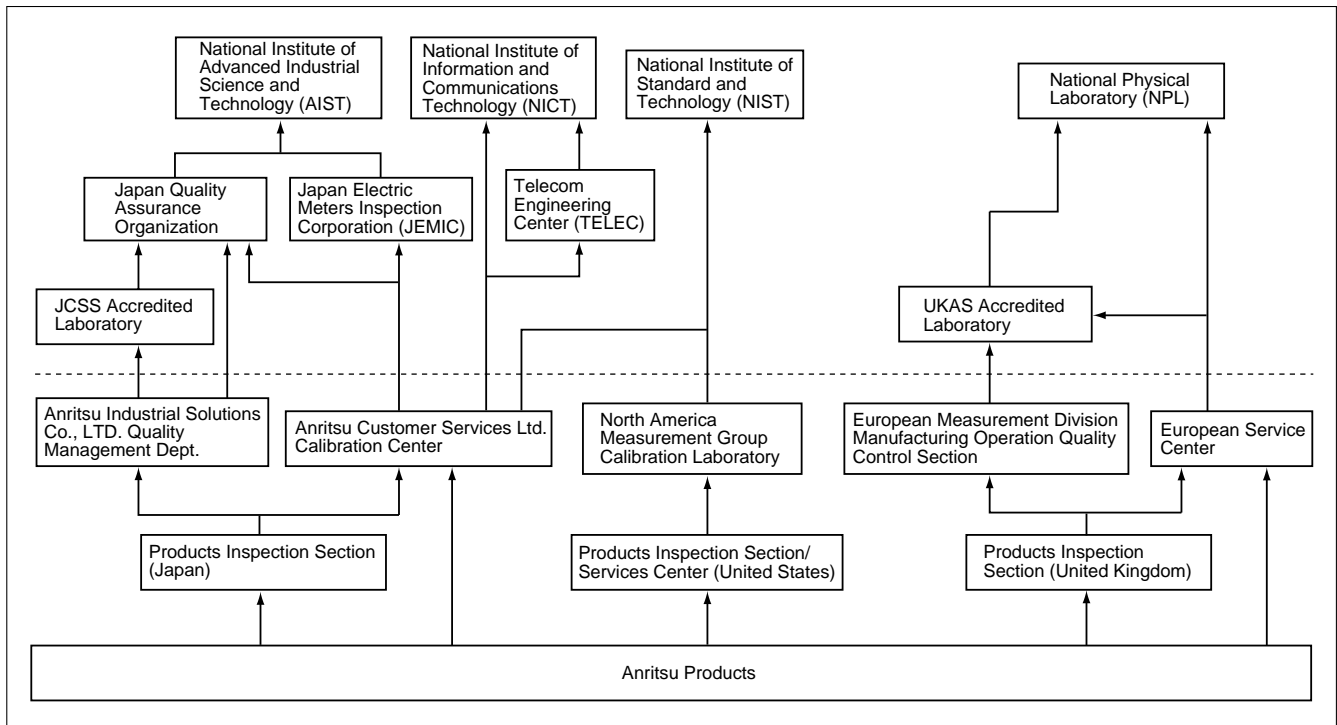 National Institute of
Advanced Industrial
Science and
Technology (AIST)
National Institute of
Information and
Communications
Technology (NICT)
National Institute of
Standard and
Technology (NIST)
National Physical
Laboratory (NPL)
Japan Quality
Assurance
Organization
Japan Electric
Meters Inspection
Corporation (JEMIC)
Telecom
Engineering
Center (TELEC)
JCSS Accredited
Laboratory
UKAS Accredited
Laboratory
Anritsu Industrial Solutions
Co., LTD. Quality
Management Dept.
Anritsu Customer Services Ltd.
Calibration Center
North America
Measurement Group
Calibration Laboratory
European Measurement Division
Manufacturing Operation Quality
Control Section
European Service
Center
Products Inspection Section
(Japan)
Products Inspection Section/
Services Center (United States)
Products Inspection
Section (United Kingdom)
Anritsu Products